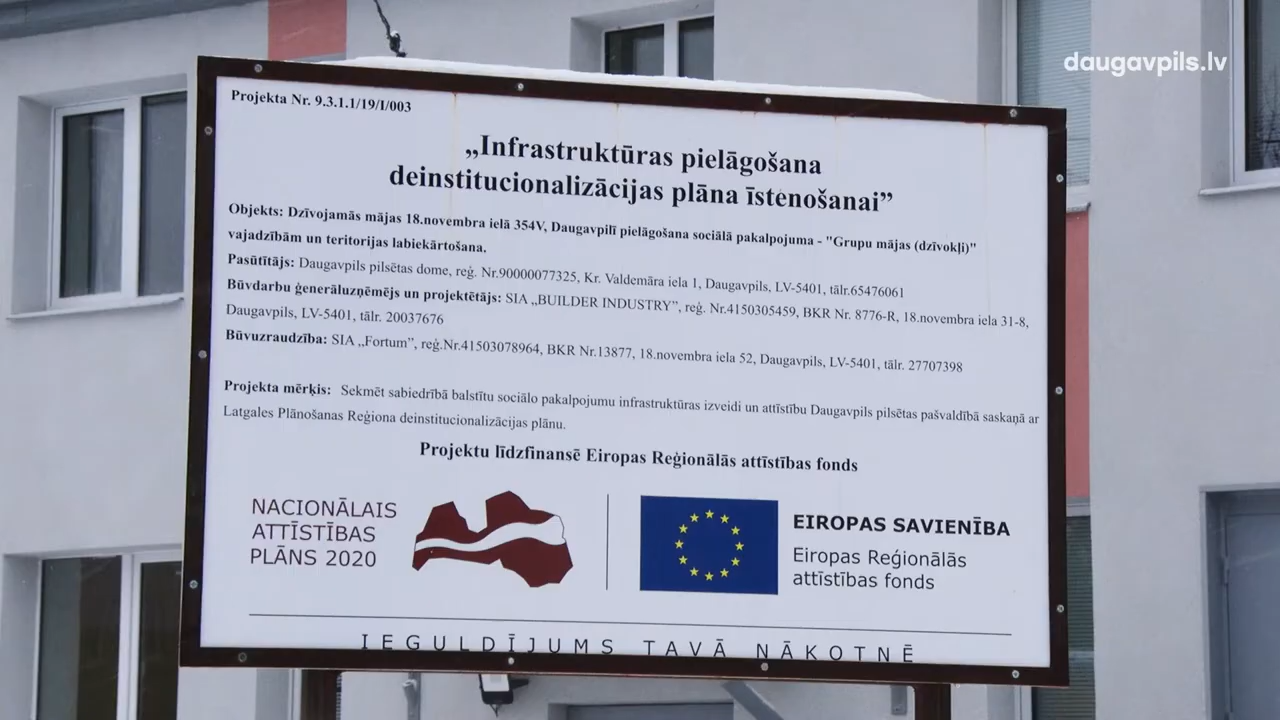 daugavpils.lv
Projekta Nr. 9.3.1.1/19/I/003
„Infrastruktūras pielāgošana
deinstitucionalizācijas plāna īstenošanai”
Objekts: Dzīvojamās mājas 18.novembra ielā 354V, Daugavpilī pielāgošana sociālā pakalpojuma - "Grupu mājas (dzīvokļi)"
vajadzībām un teritorijas labiekārtošana.
Pasūtītājs: Daugavpils pilsētas dome, reģ. Nr.90000077325, Kr. Valdemāra iela 1, Daugavpils, LV-5401, tālr.65476061
Būvdarbu ģenerāluzņēmējs un projektētājs: SIA „BUILDER INDUSTRY”, reģ. Nr.4150305459, BKR Nr. 8776-R, 18.novembra iela 31-8,
Daugavpils, LV-5401, tālr. 20037676
Būvuzraudzība: SIA „Fortum”, reģ.Nr.41503078964, BKR Nr.13877, 18.novembra iela 52, Daugavpils, LV-5401, tālr. 27707398
Projekta mērķis: Sekmēt sabiedrībā balstītu sociālo pakalpojumu infrastruktūras izveidi un attīstību Daugavpils pilsētas pašvaldībā saskaņā ar
Latgales Plānošanas Reģiona deinstitucionalizācijas plānu.
Projektu līdzfinansē Eiropas Reģionālās attīstības fonds
NACIONĀLAIS
ATTĪSTĪBAS
PLĀNS 2020
EIROPAS SAVIENĪBA
Eiropas Reģionālās
attīstības fonds
IEGULDĪJUMS TAVĀ NĀKOTNĒ